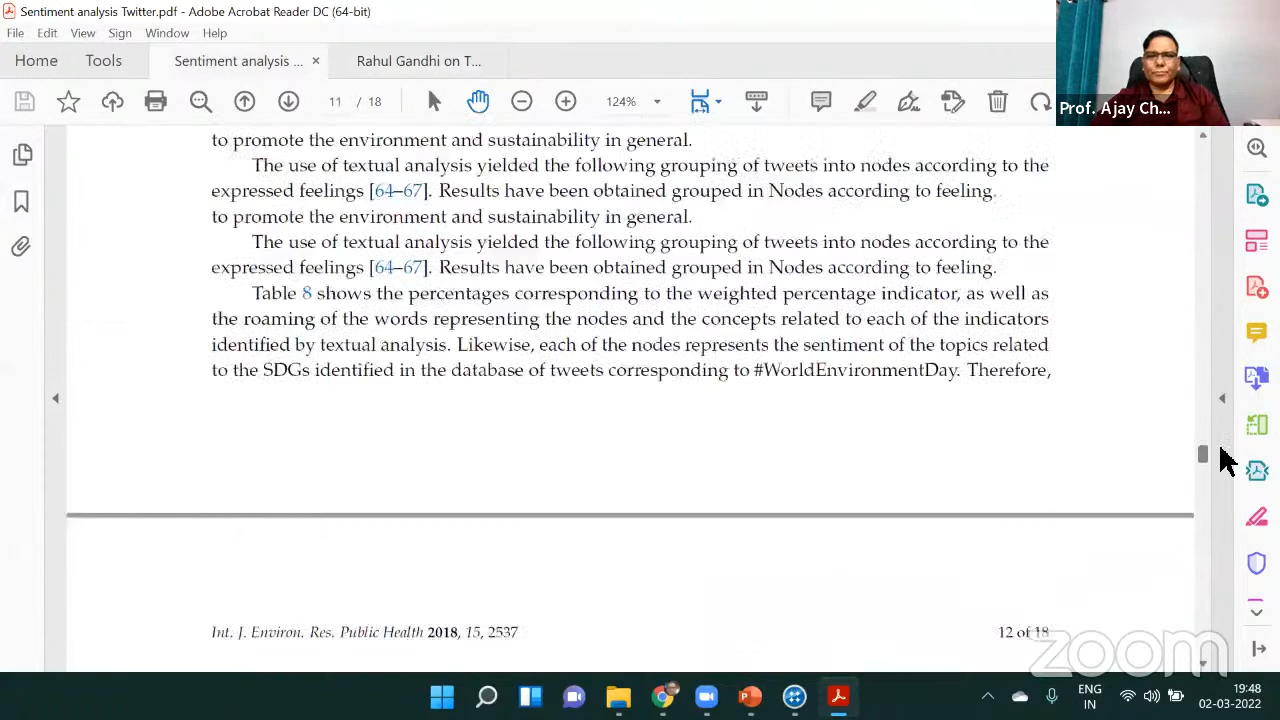 Sentiment analysis Twitter.pdf - Adobe Acrobat Reader DC (64-bit)
File Edit View Sign Window Help
Home Tools Sentiment analysis ... × Rahul Gandhi on T...
11 / 18 124%
Prof. Ajay Ch...
to promote the environment and sustainability in general.
The use of textual analysis yielded the following grouping of tweets into nodes according to the
expressed feelings [64–67]. Results have been obtained grouped in Nodes according to feeling.
to promote the environment and sustainability in general.
The use of textual analysis yielded the following grouping of tweets into nodes according to the
expressed feelings [64–67]. Results have been obtained grouped in Nodes according to feeling.
Table 8 shows the percentages corresponding to the weighted percentage indicator, as well as
the roaming of the words representing the nodes and the concepts related to each of the indicators
identified by textual analysis. Likewise, each of the nodes represents the sentiment of the topics related
to the SDGs identified in the database of tweets corresponding to #WorldEnvironmentDay. Therefore,
Int. J. Environ. Res. Public Health 2018, 15, 2537 12 of 18
zoom
ENG
IN
19:48
02-03-2022